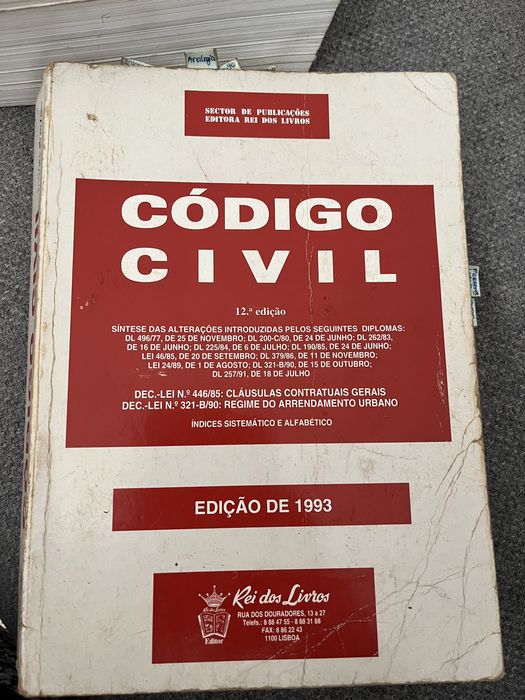 Analogia
SECTOR DE PUBLICAÇÕES
EDITORA REI DOS LIVROS
CÓDIGO
CIVIL
12.ª edição
SÍNTESE DAS ALTERAÇÕES INTRODUZIDAS PELOS SEGUINTES DIPLOMAS:
DL 496/77, DE 25 DE NOVEMBRO; DL 200-C/80, DE 24 DE JUNHO; DL 262/83,
DE 16 DE JUNHO; DL 225/84, DE 6 DE JULHO; DL 190/85, DE 24 DE JUNHO;
LEI 46/85, DE 20 DE SETEMBRO; DL 379/86, DE 11 DE NOVEMBRO;
LEI 24/89, DE 1 DE AGOSTO; DL 321-B/90, DE 15 DE OUTUBRO;
DL 257/91, DE 18 DE JULHO
DEC.-LEI N.º 446/85: CLÁUSULAS CONTRATUAIS GERAIS
DEC.-LEI N.º 321-B/90: REGIME DO ARRENDAMENTO URBANO
ÍNDICES SISTEMÁTICO E ALFABÉTICO
EDIÇÃO DE 1993
Rei dos Livros
RUA DOS DOURADORES, 13 a 27
Telefs.: 8 88 47 55 - 8 88 31 88
FAX: 8 86 22 43
1100 LISBOA
Rei dos Livros
Editor